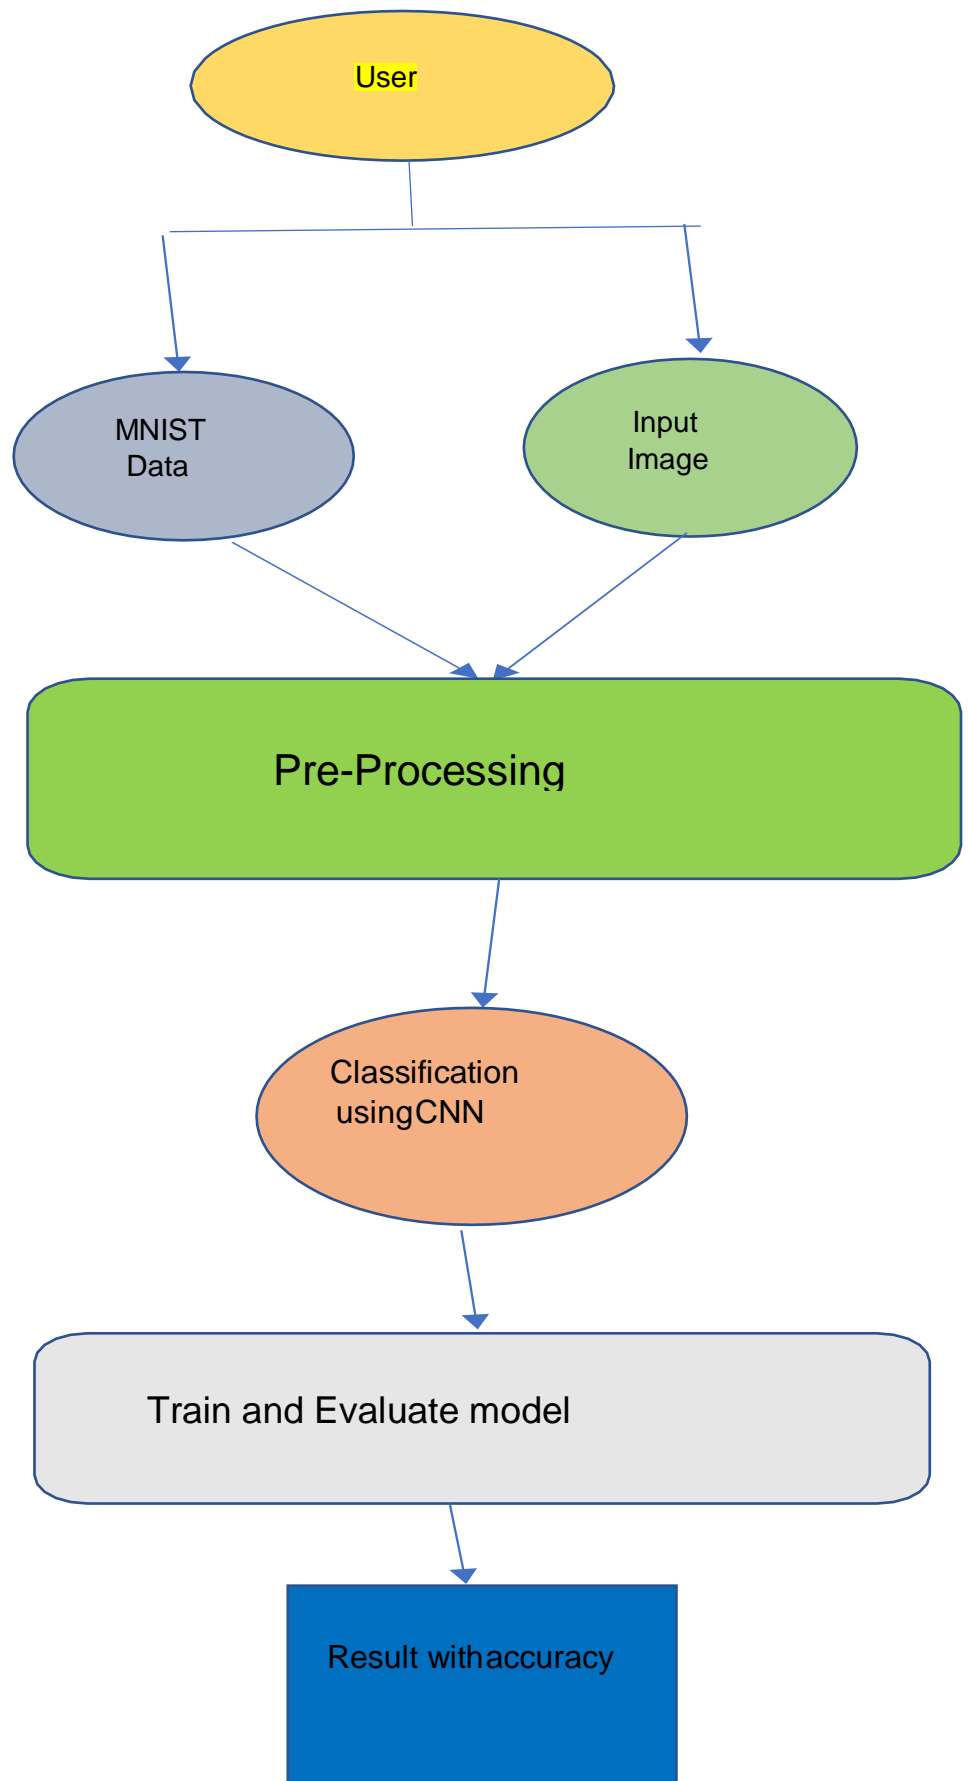 User
MNIST
Data
Input
Image
Pre-Processing
Classification
usingCNN
Train and Evaluate model
Result withaccuracy